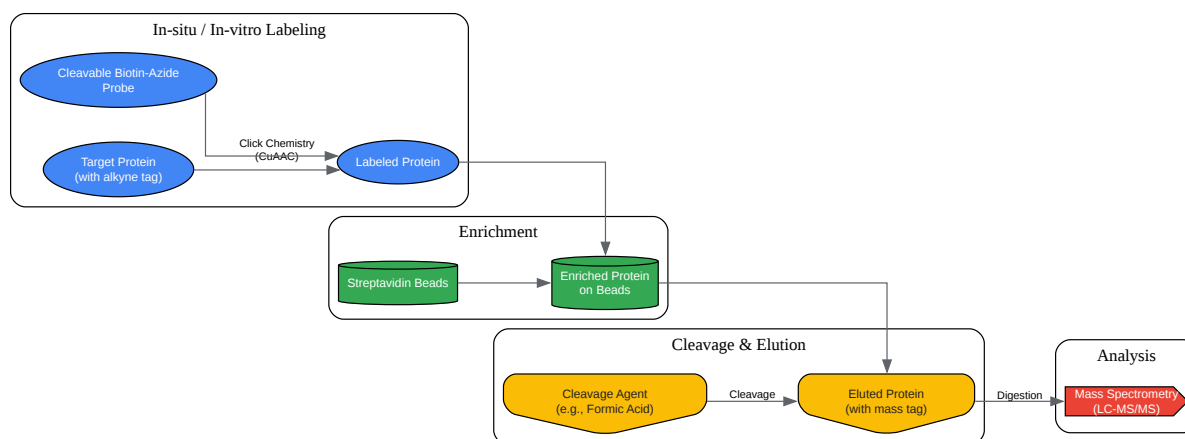 In-situ / In-vitro Labeling
Cleavable Biotin-Azide
Probe
Click Chemistry
(CuAAC)
Target Protein
(with alkyne tag)
Labeled Protein
Enrichment
Streptavidin Beads
Enriched Protein
on Beads
Cleavage & Elution
Cleavage Agent
(e.g., Formic Acid)
Cleavage
Eluted Protein
(with mass tag)
Digestion
Analysis
Mass Spectrometry
(LC-MS/MS)